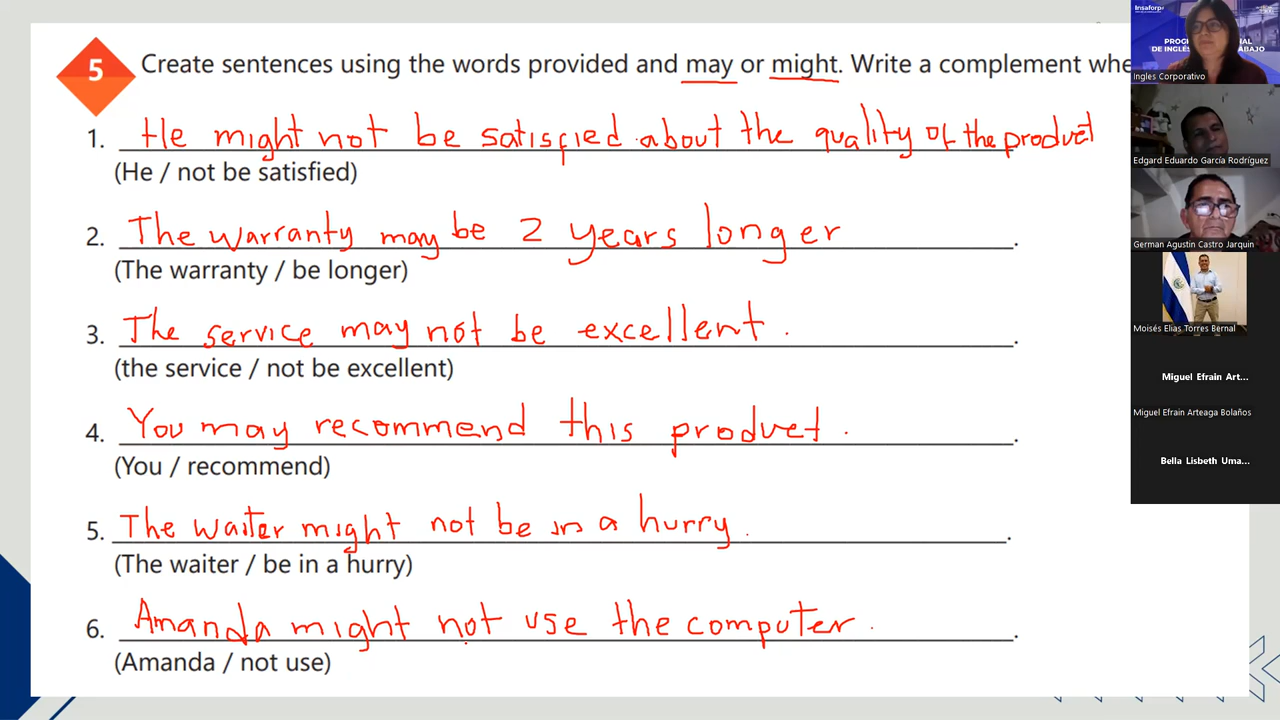 5 Create sentences using the words provided and may or might. Write a complement whe
1. He might not be satisfied about the quality of the product
(He / not be satisfied)
2. The warranty may be 2 years longer.
(The warranty / be longer)
3. The service may not be excellent.
(the service / not be excellent)
4. You may recommend this product.
(You / recommend)
5. The waiter might not be in a hurry.
(The waiter / be in a hurry)
6. Amanda might not use the computer.
(Amanda / not use)
Insaforp
Ingles Corporativo
Edgard Eduardo García Rodríguez
German Agustin Castro Jarquin
Moisés Elias Torres Bernal
Miguel Efrain Art...
Miguel Efrain Arteaga Bolaños
Bella Lisbeth Uma...